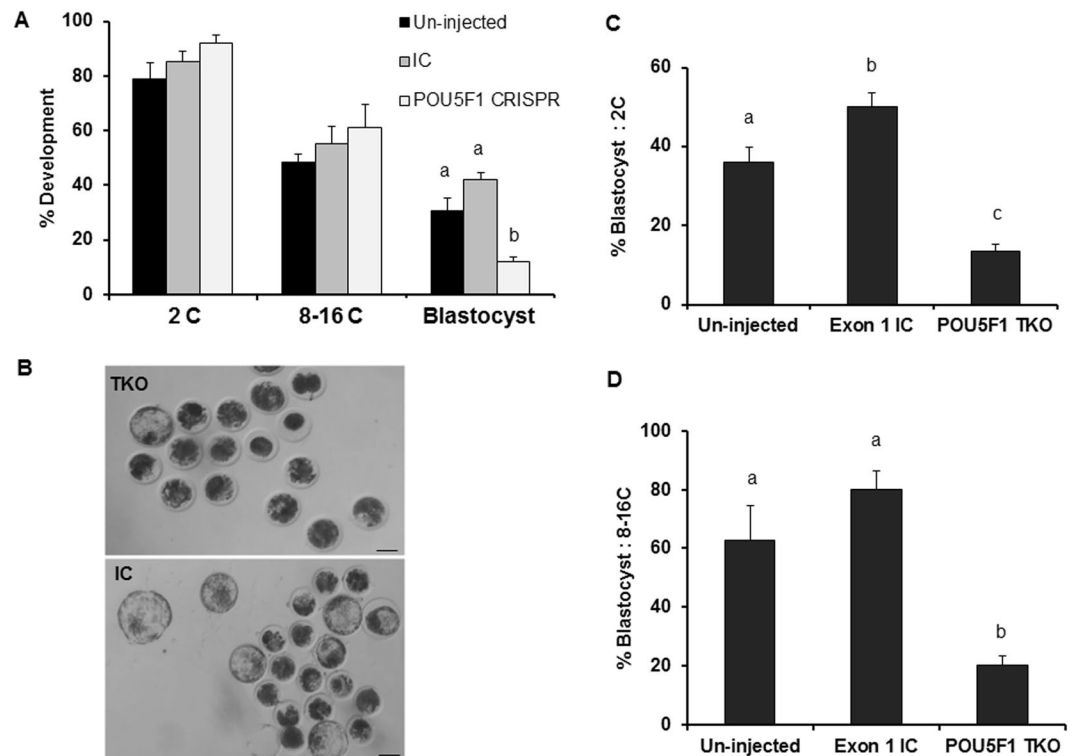 A
% Development
100
80
60
40
20
0
Un-injected
IC
POU5F1 CRISPR
a
a
b
2 C
8-16 C
Blastocyst
B
TKO
IC
C
% Blastocyst : 2C
60
40
20
0
a
b
c
Un-injected
Exon 1 IC
POU5F1 TKO
D
% Blastocyst : 8-16C
100
80
60
40
20
0
a
a
b
Un-injected
Exon 1 IC
POU5F1 TKO